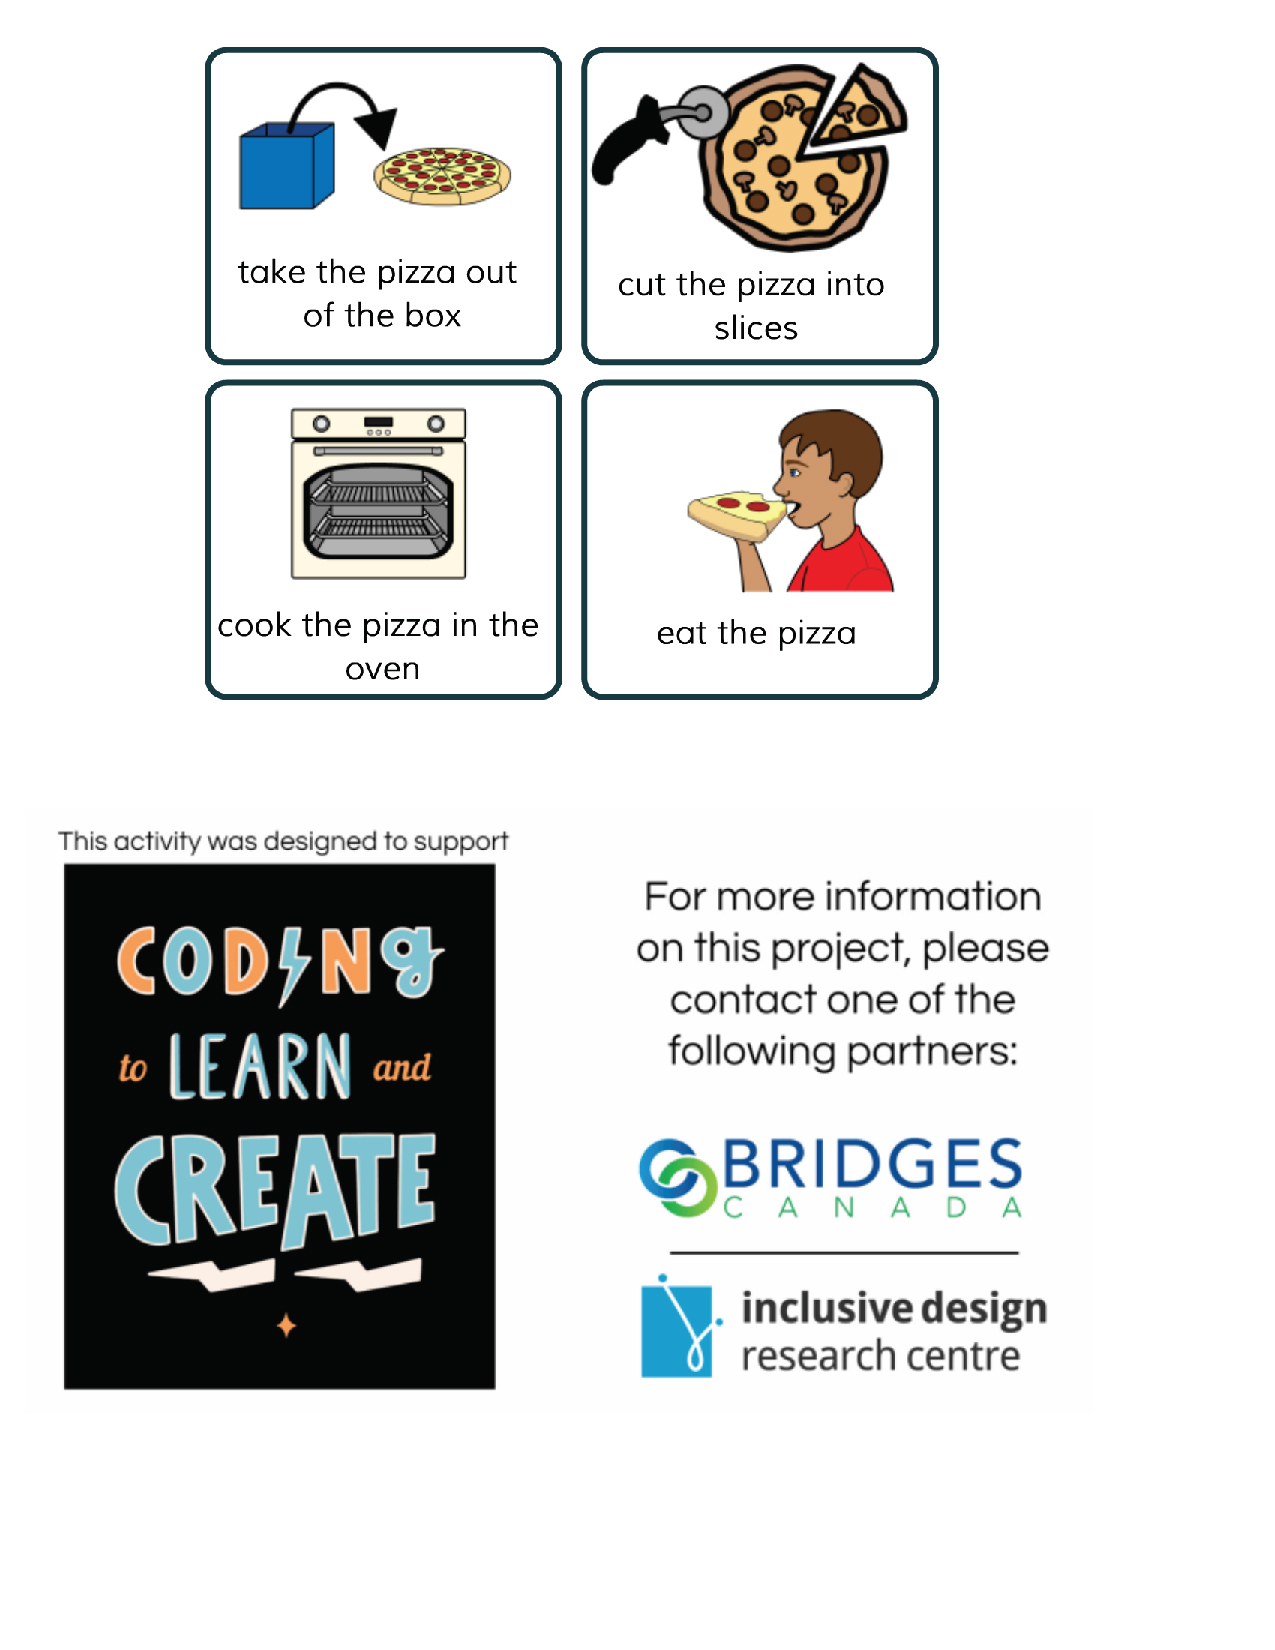 take the pizza out
of the box
cut the pizza into
slices
cook the pizza in the
oven
eat the pizza
This activity was designed to support
CODING
to LEARN and
CREATE
For more information
on this project, please
contact one of the
following partners:
BRIDGES
CANADA
inclusive design
research centre